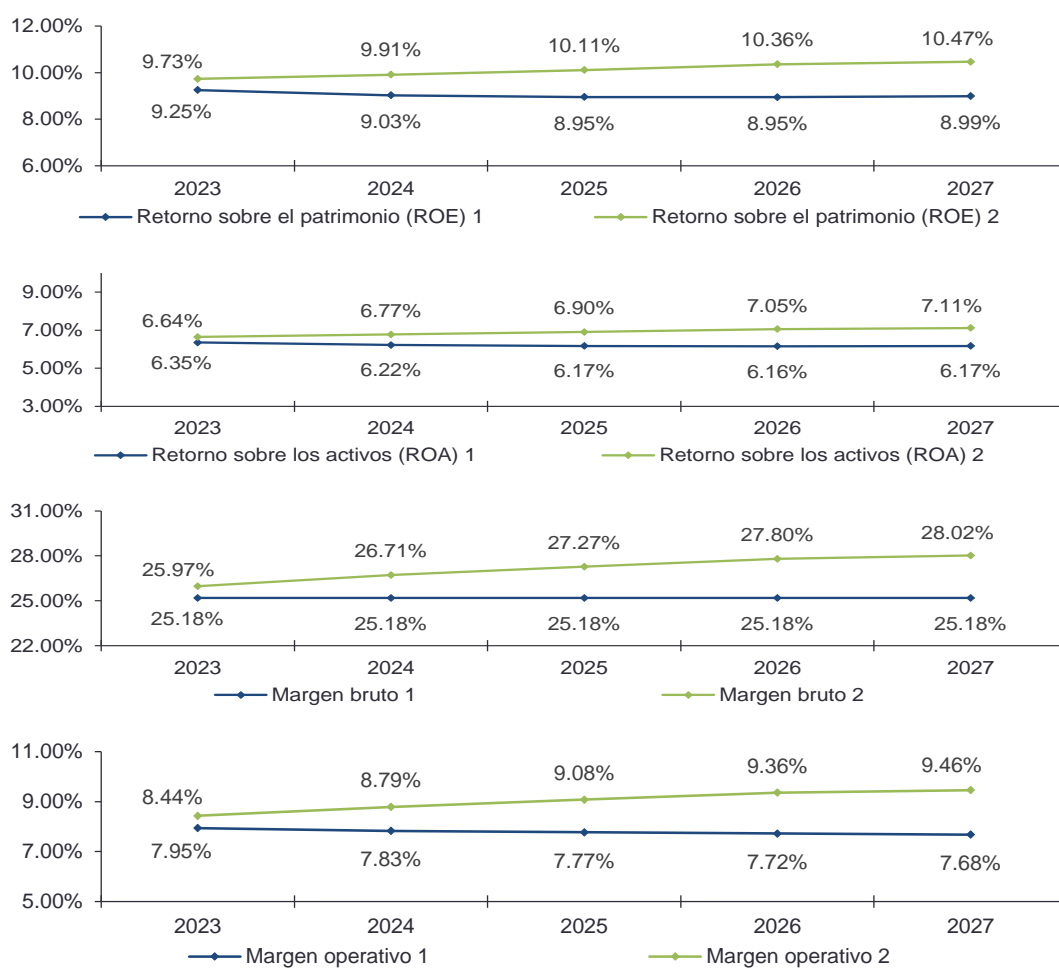 12.00%
10.00%
8.00%
6.00%
9.73% 9.91% 10.11% 10.36% 10.47%
9.25% 9.03% 8.95% 8.95% 8.99%
2023 2024 2025 2026 2027
Retorno sobre el patrimonio (ROE) 1 Retorno sobre el patrimonio (ROE) 2
9.00%
7.00%
5.00%
3.00%
6.64% 6.77% 6.90% 7.05% 7.11%
6.35% 6.22% 6.17% 6.16% 6.17%
2023 2024 2025 2026 2027
Retorno sobre los activos (ROA) 1 Retorno sobre los activos (ROA) 2
31.00%
28.00%
25.00%
22.00%
25.97% 26.71% 27.27% 27.80% 28.02%
25.18% 25.18% 25.18% 25.18% 25.18%
2023 2024 2025 2026 2027
Margen bruto 1 Margen bruto 2
11.00%
9.00%
7.00%
5.00%
8.44% 8.79% 9.08% 9.36% 9.46%
7.95% 7.83% 7.77% 7.72% 7.68%
2023 2024 2025 2026 2027
Margen operativo 1 Margen operativo 2